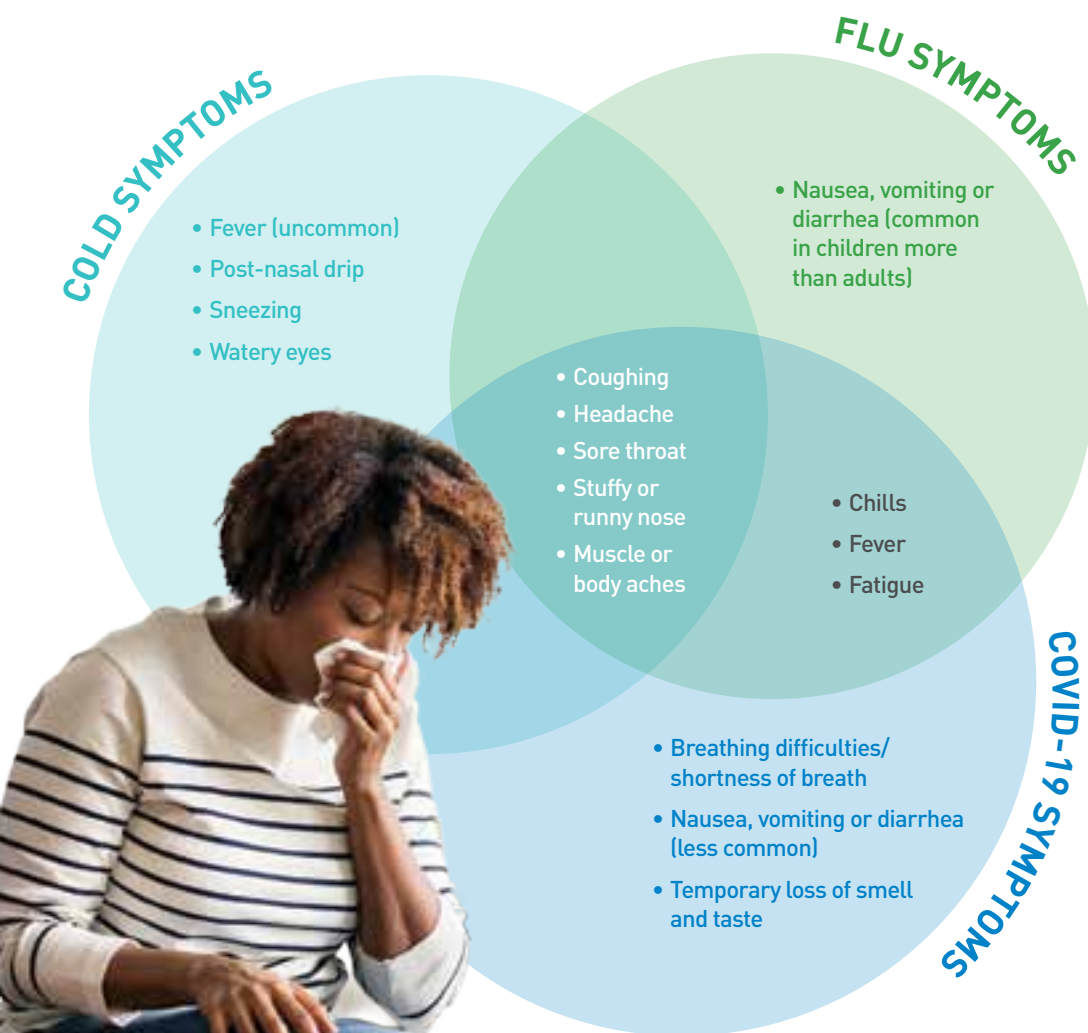 COLD SYMPTOMS
• Fever (uncommon)
• Post-nasal drip
• Sneezing
• Watery eyes
FLU SYMPTOMS
• Nausea, vomiting or
diarrhea (common
in children more
than adults)
• Coughing
• Headache
• Sore throat
• Stuffy or
runny nose
• Muscle or
body aches
• Chills
• Fever
• Fatigue
COVID-19 SYMPTOMS
• Breathing difficulties/
shortness of breath
• Nausea, vomiting or diarrhea
(less common)
• Temporary loss of smell
and taste